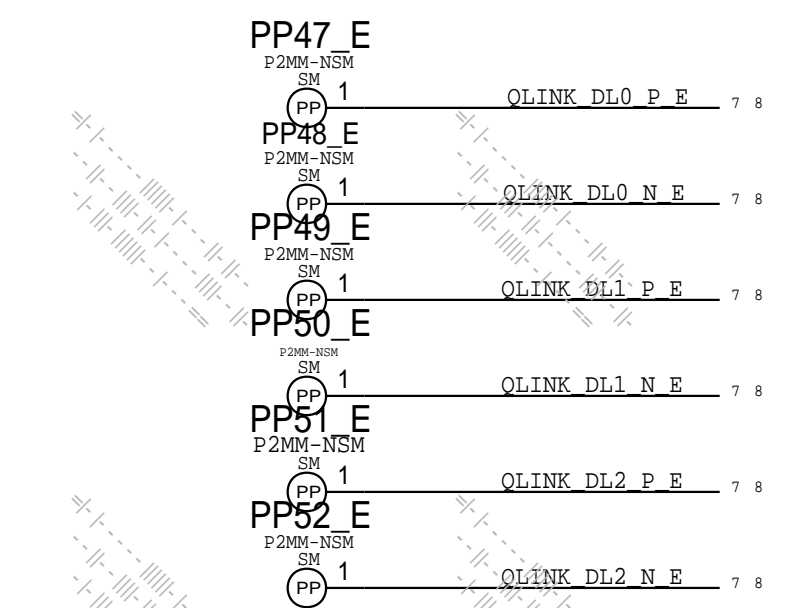 PP47_E
P2MM-NSM
SM
PP 1 QLINK_DL0_P_E 7 8
PP48_E
P2MM-NSM
SM
PP 1 QLINK_DL0_N_E 7 8
PP49_E
P2MM-NSM
SM
PP 1 QLINK_DL1_P_E 7 8
PP50_E
P2MM-NSM
SM
PP 1 QLINK_DL1_N_E 7 8
PP51_E
P2MM-NSM
SM
PP 1 QLINK_DL2_P_E 7 8
PP52_E
P2MM-NSM
SM
PP 1 QLINK_DL2_N_E 7 8